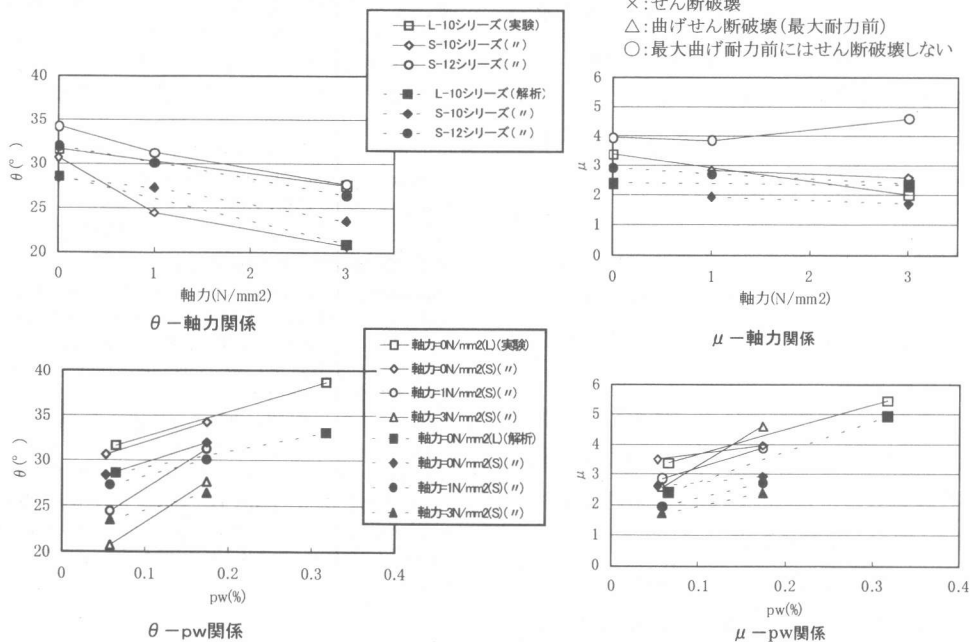 ×:せん断破壊
△:曲げせん断破壊(最大耐力前)
○:最大曲げ耐力前にはせん断破壊しない
L-10シリーズ(実験)
S-10シリーズ(〃)
S-12シリーズ(〃)
L-10シリーズ(解析)
S-10シリーズ(〃)
S-12シリーズ(〃)
40
35
30
25
20
θ(°)
0
1
2
3
軸力(N/mm2)
θ-軸力関係
6
5
4
3
2
1
0
μ
0
1
2
3
軸力(N/mm2)
μ-軸力関係
軸力=0N/mm2(L)(実験)
軸力=0N/mm2(S)(〃)
軸力=1N/mm2(S)(〃)
軸力=3N/mm2(S)(〃)
軸力=0N/mm2(L)(解析)
軸力=0N/mm2(S)(〃)
軸力=1N/mm2(S)(〃)
軸力=3N/mm2(S)(〃)
40
35
30
25
20
θ(°)
0
0.1
0.2
0.3
0.4
pw(%)
θ-pw関係
6
5
4
3
2
1
0
μ
0
0.1
0.2
0.3
0.4
pw(%)
μ-pw関係